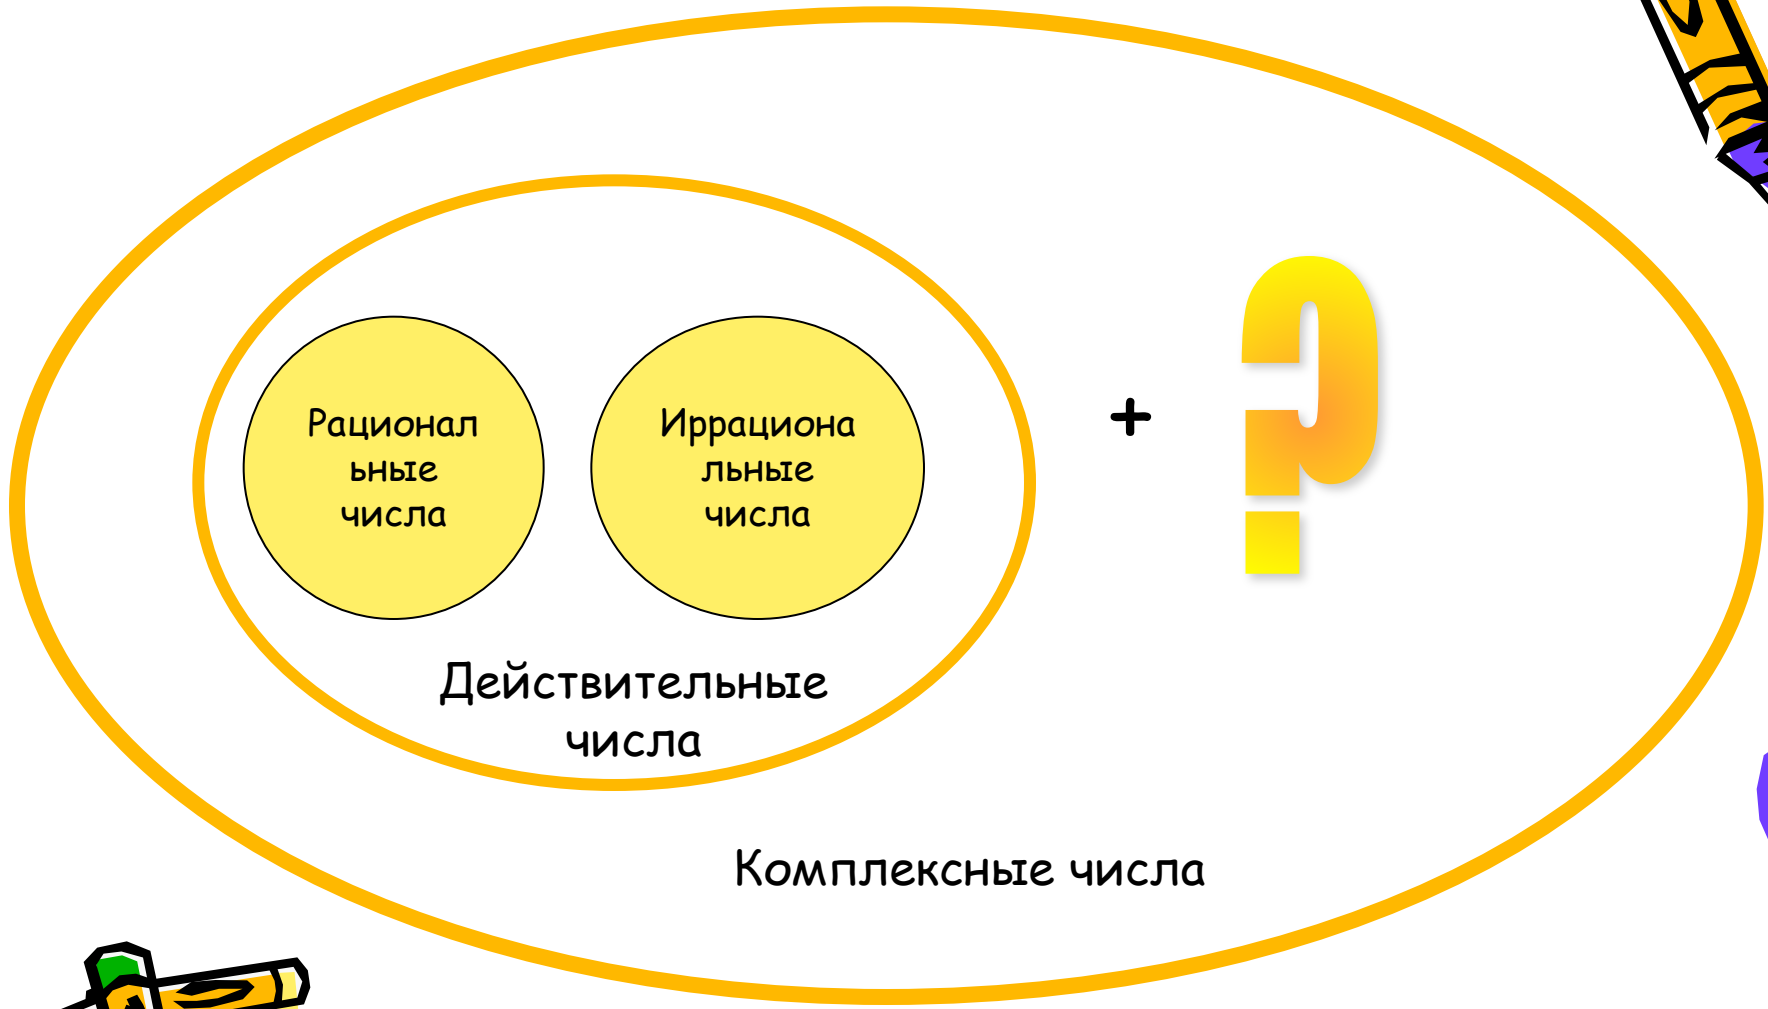 Рационал
ьные
числа
Иррациона
льные
числа
+
?
Действительные
числа
Комплексные числа